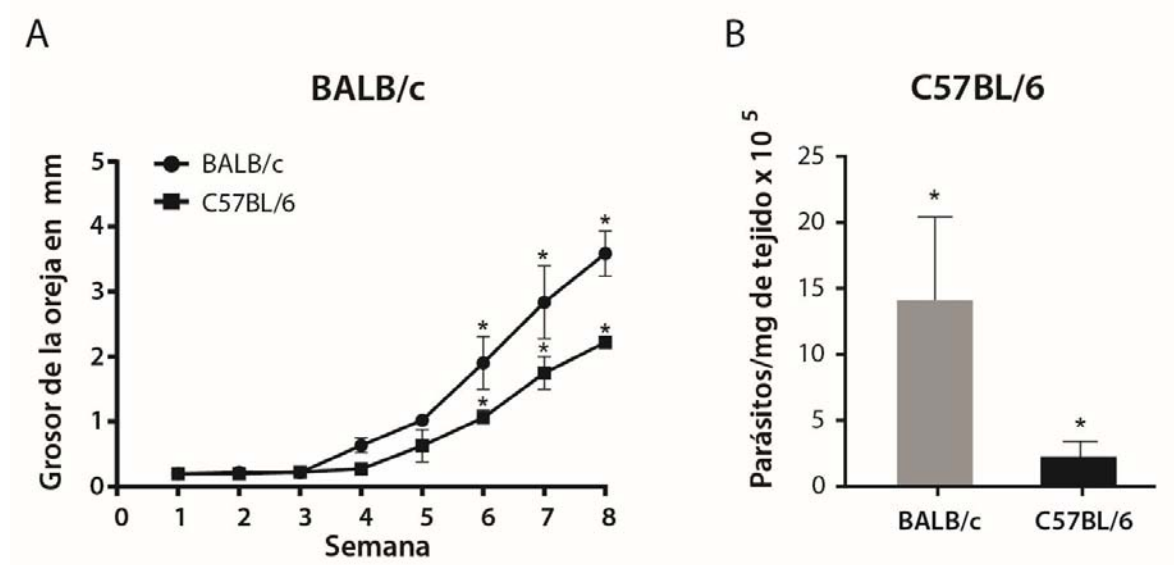 A
BALB/c
Grosor de la oreja en mm
5
4
3
2
1
0
BALB/c
C57BL/6
*
*
*
*
*
*
0 1 2 3 4 5 6 7 8
Semana
B
C57BL/6
Parásitos/mg de tejido x 10 5
25
20
15
10
5
0
*
*
BALB/c C57BL/6